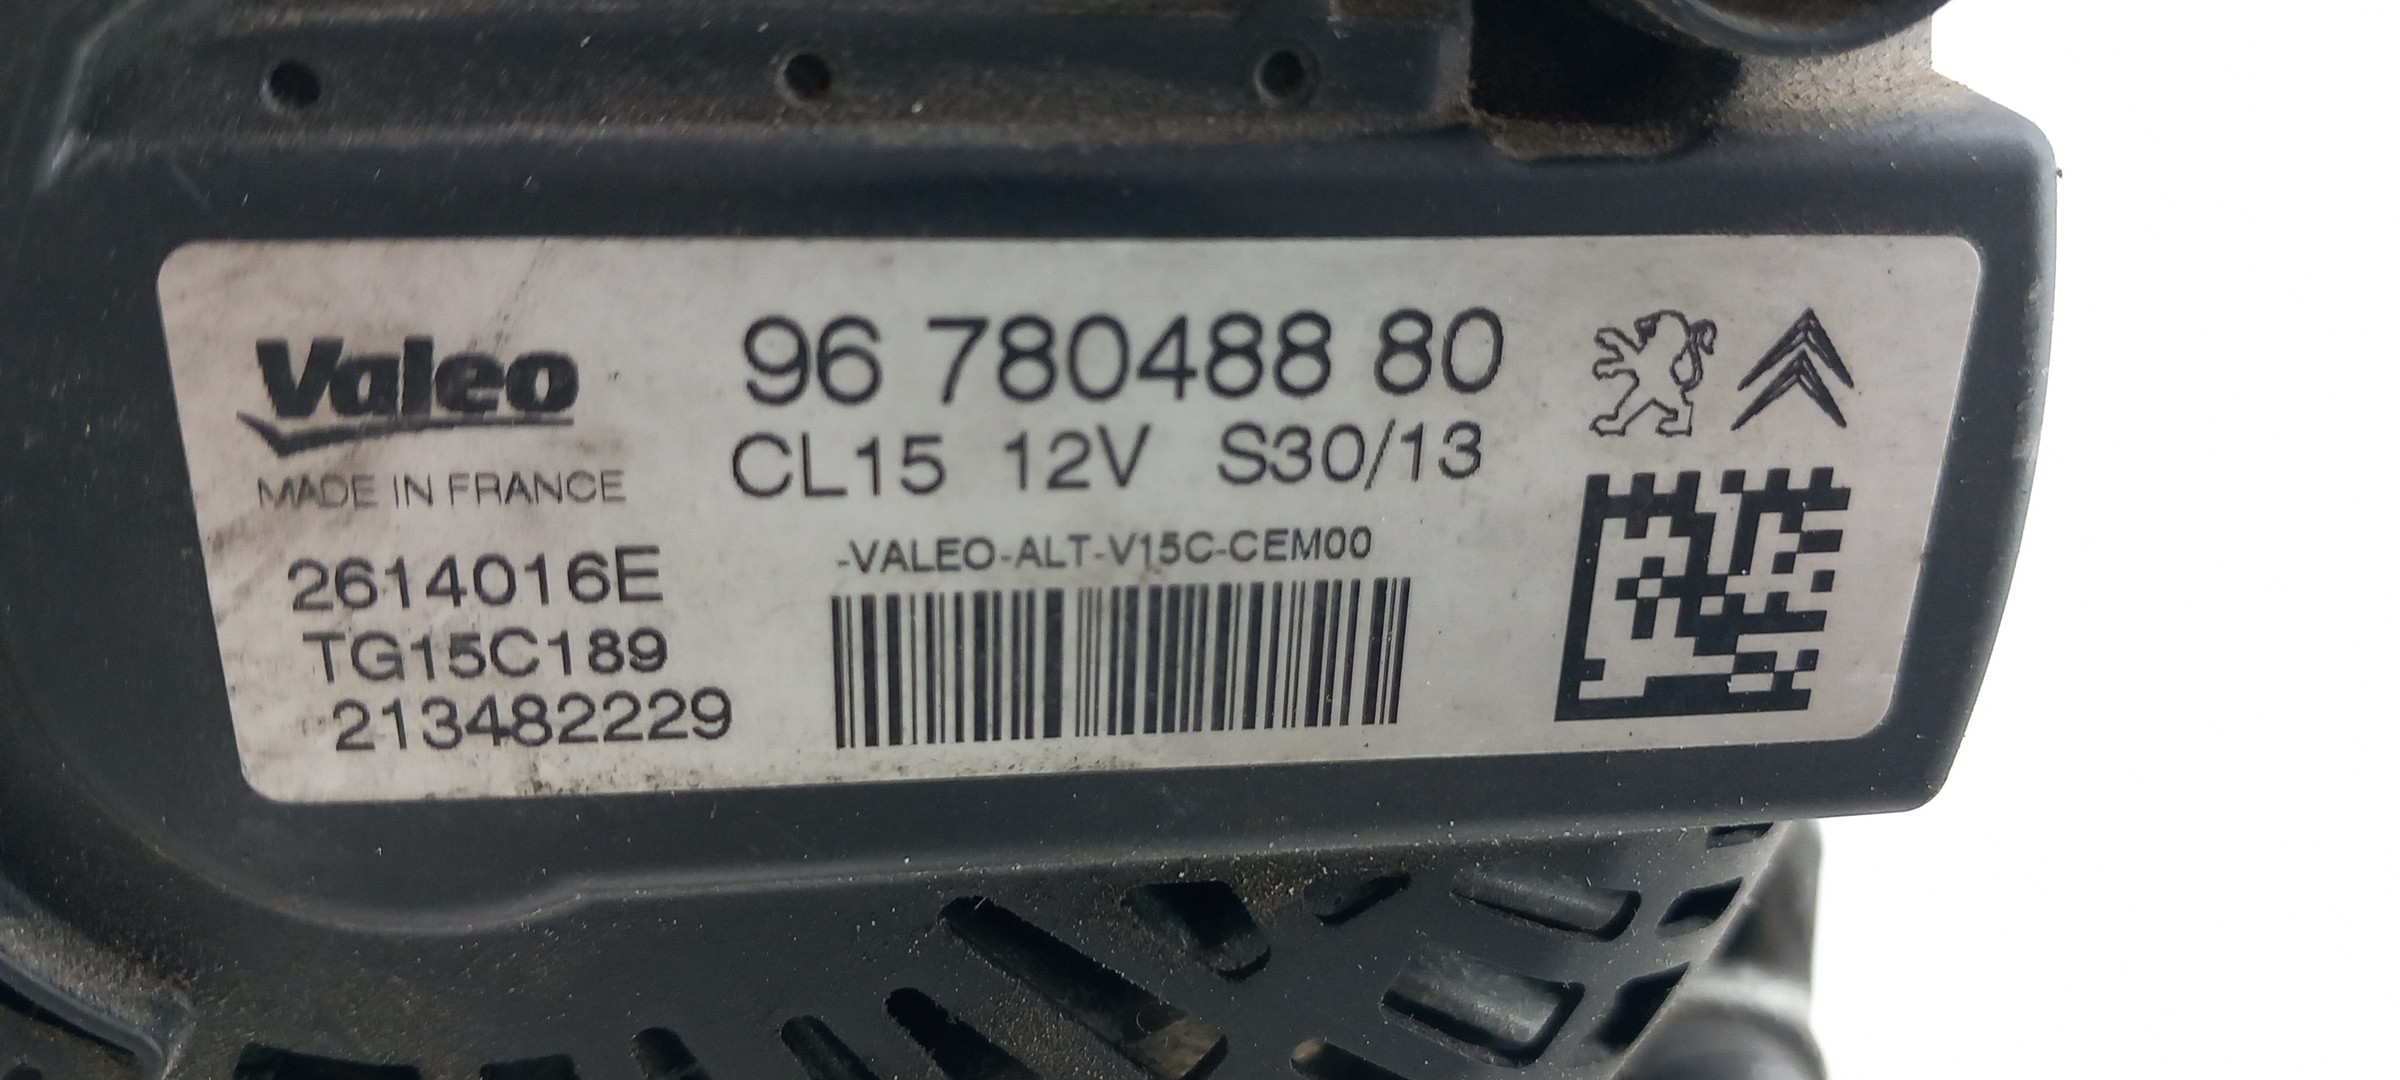 Valeo
MADE IN FRANCE
2614016E
TG15C189
213482229
96 780488 80
CL15 12V S30/13
-VALEO-ALT-V15C-CEM00